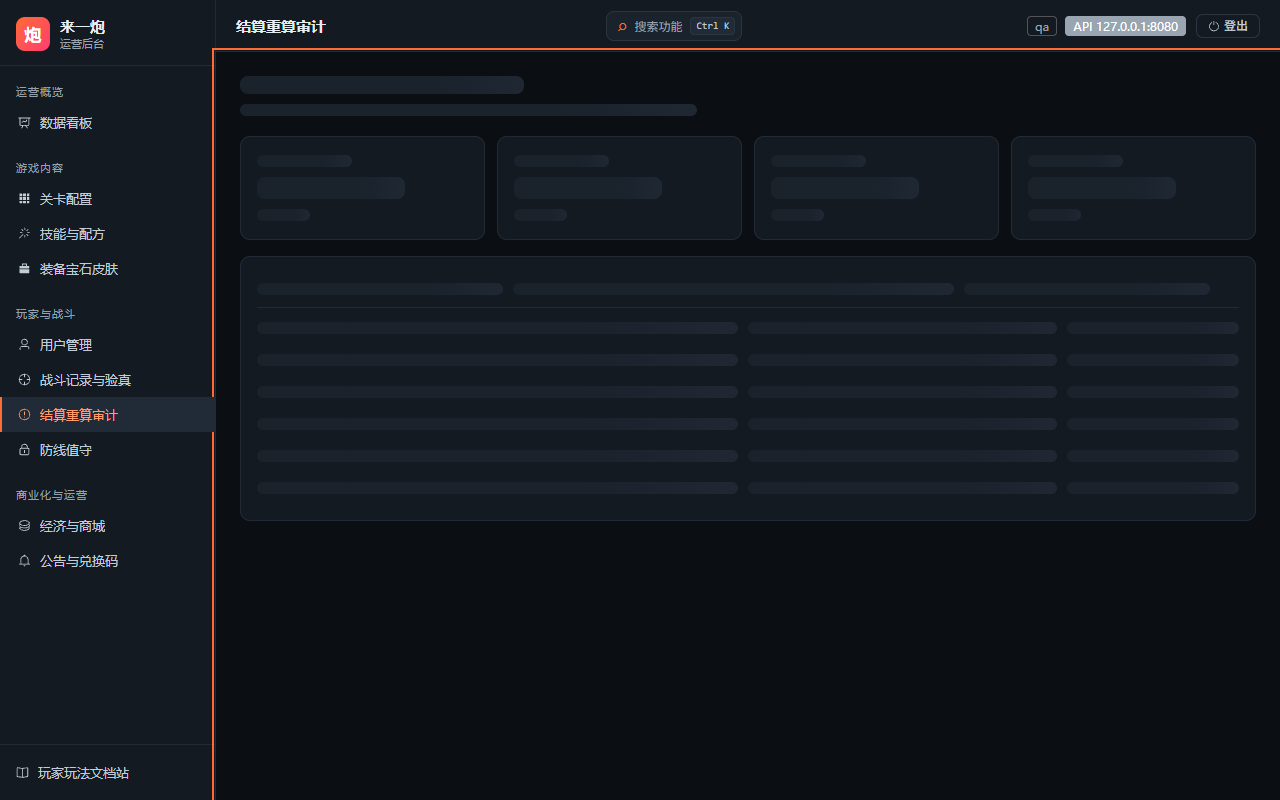 炮
来一炮
运营后台
结算重算审计
搜索功能
Ctrl K
qa
API 127.0.0.1:8080
登出
运营概览
数据看板
游戏内容
关卡配置
技能与配方
装备宝石皮肤
玩家与战斗
用户管理
战斗记录与验真
结算重算审计
防线值守
商业化与运营
经济与商城
公告与兑换码
玩家玩法文档站